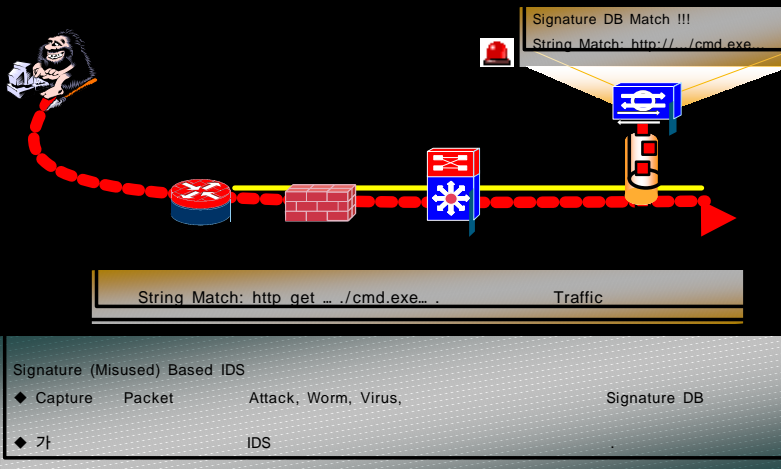 Signature DB Match !!!
String Match: http://…/cmd.exe…
String Match: http get … ./cmd.exe… . Traffic
Signature (Misused) Based IDS
◆ Capture Packet Attack, Worm, Virus, Signature DB
◆ 가 IDS .